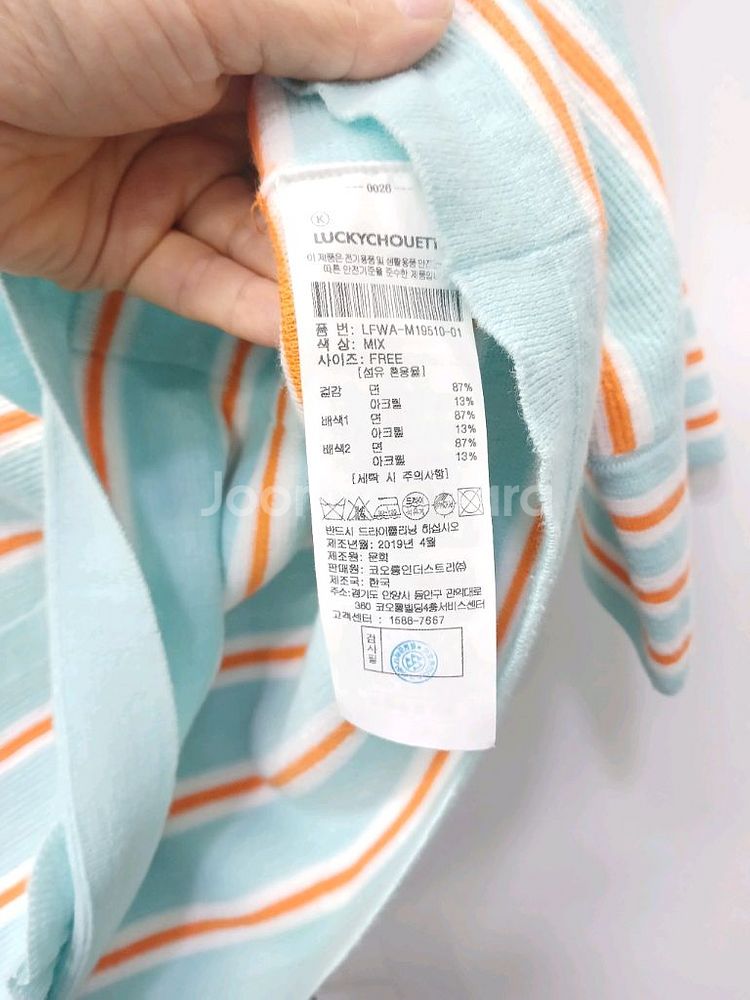 0026
K
LUCKYCHOUETT
이 제품은 전기용품 및 생활용품 안전
따른 안전기준을 준수한 제품입
품 번: LFWA-M19510-01
색 상: MIX
사이즈: FREE
[섬유 혼용율]
겉감 면 87%
아크릴 13%
배색1 면 87%
아크릴 13%
배색2 면 87%
아크릴 13%
[세탁 시 주의사항]
드라이
반드시 드라이클리닝 하십시오
제조년월: 2019년 4월
제조원: 문화
판매원: 코오롱인더스트리㈜
제조국: 한국
주소:경기도 안양시 동안구 관악대로
360 코오롱빌딩4층서비스센터
고객센터 : 1588-7667
검사필